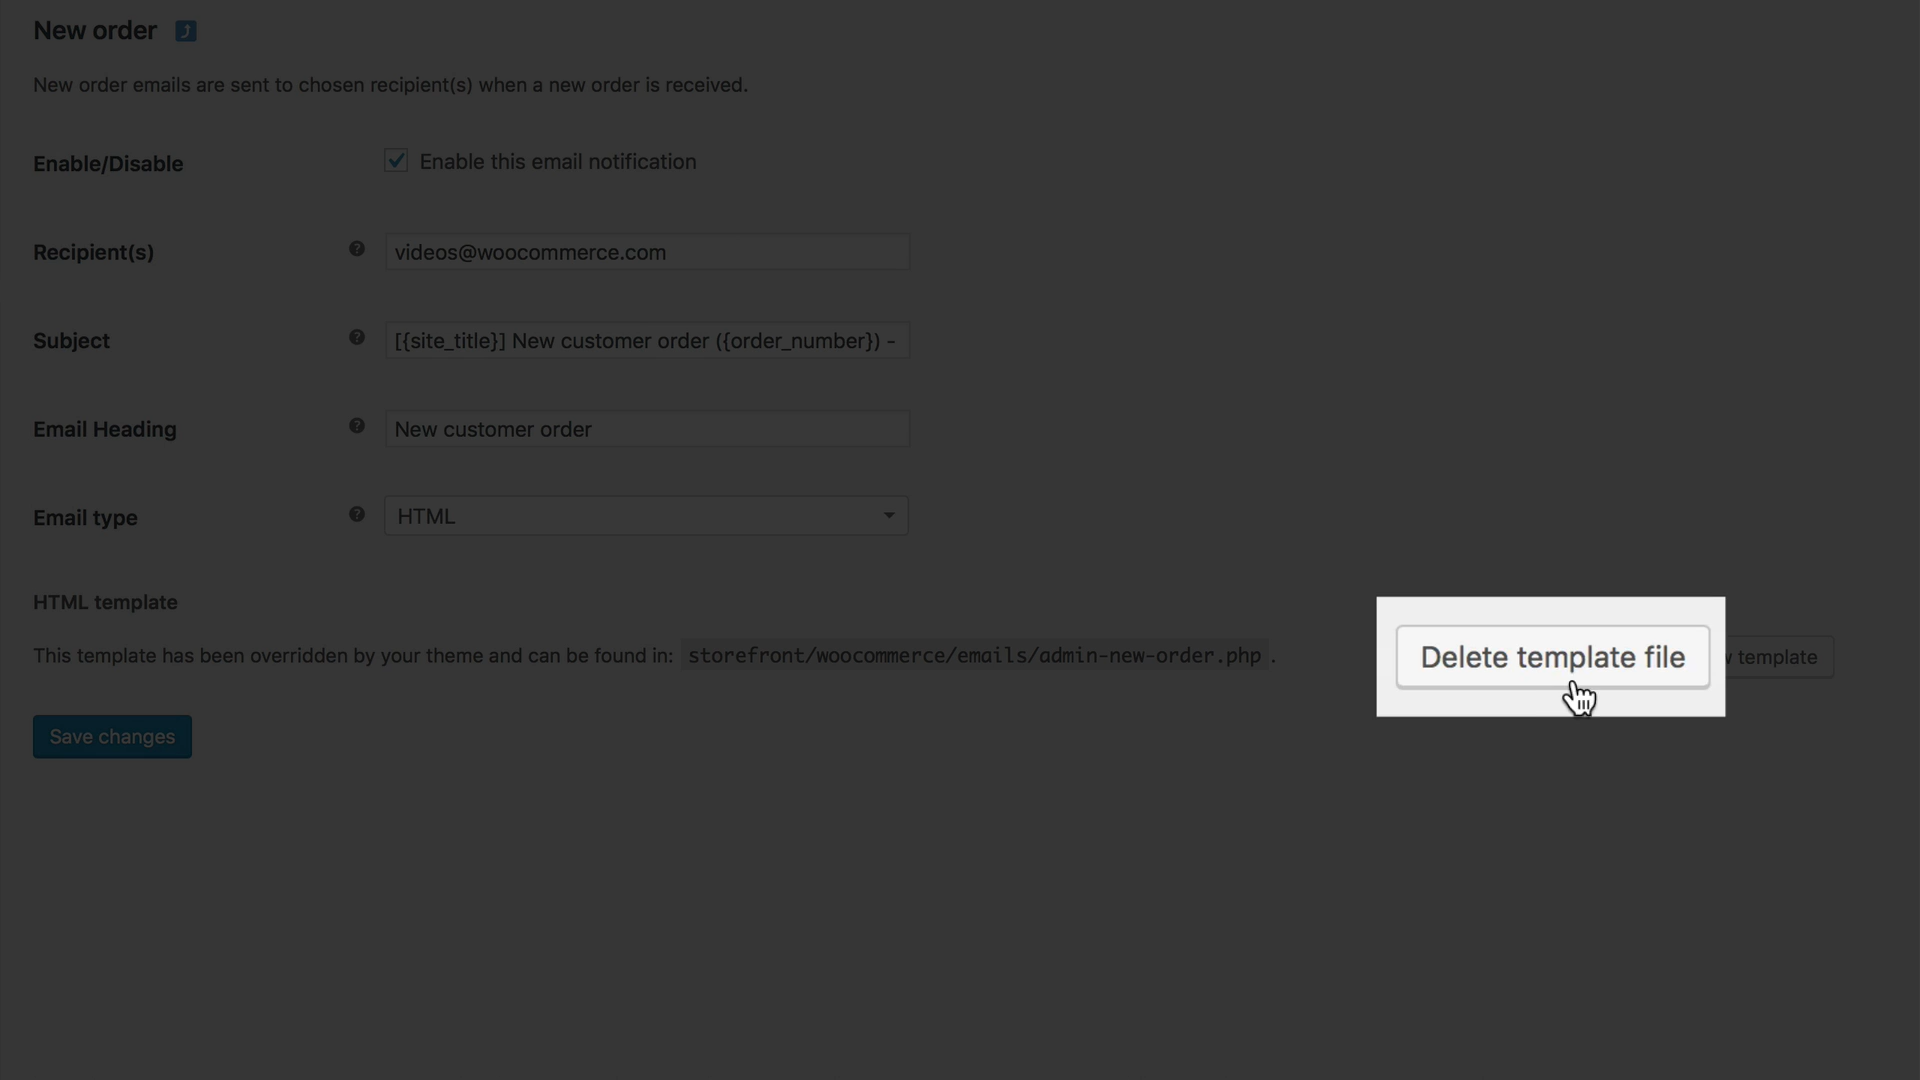 New order
New order emails are sent to chosen recipient(s) when a new order is received.
Enable/Disable
Enable this email notification
Recipient(s)
videos@woocommerce.com
Subject
[{site_title}] New customer order ({order_number}) -
Email Heading
New customer order
Email type
HTML
HTML template
This template has been overridden by your theme and can be found in: storefront/woocommerce/emails/admin-new-order.php .
Delete template file
template
Save changes